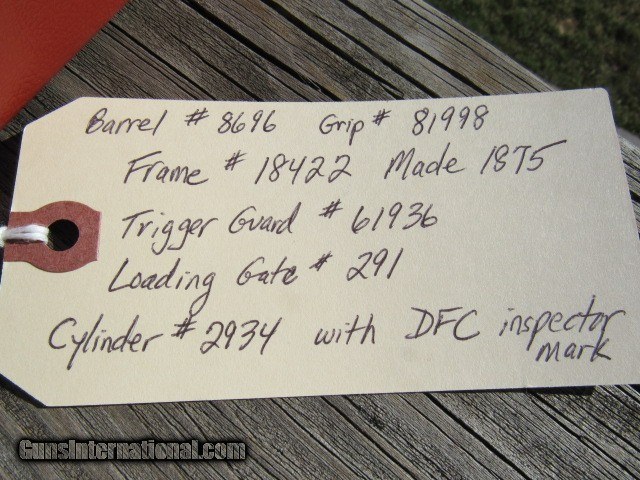 Barrel # 8696 Grip # 81998
Frame # 18422 Made 1875
Trigger Guard # 61936
Loading Gate # 291
Cylinder # 2934 with DFC inspector
mark
GunsInternational.com